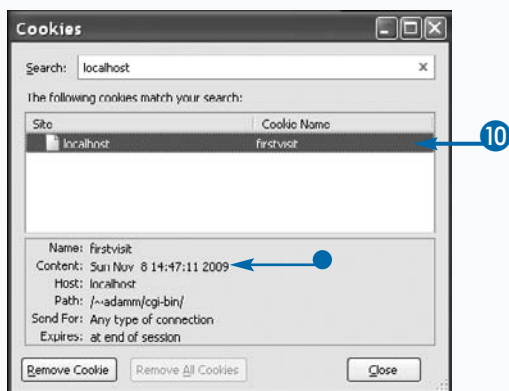 Cookies
Search: localhost
The following cookies match your search:
Site Cookie Name
localhost firstvisit
10
Name: firstvisit
Content: Sun Nov 8 14:47:11 2009
Host: localhost
Path: /~adamm/cgi-bin/
Send For: Any type of connection
Expires: at end of session
Remove Cookie Remove All Cookies Close